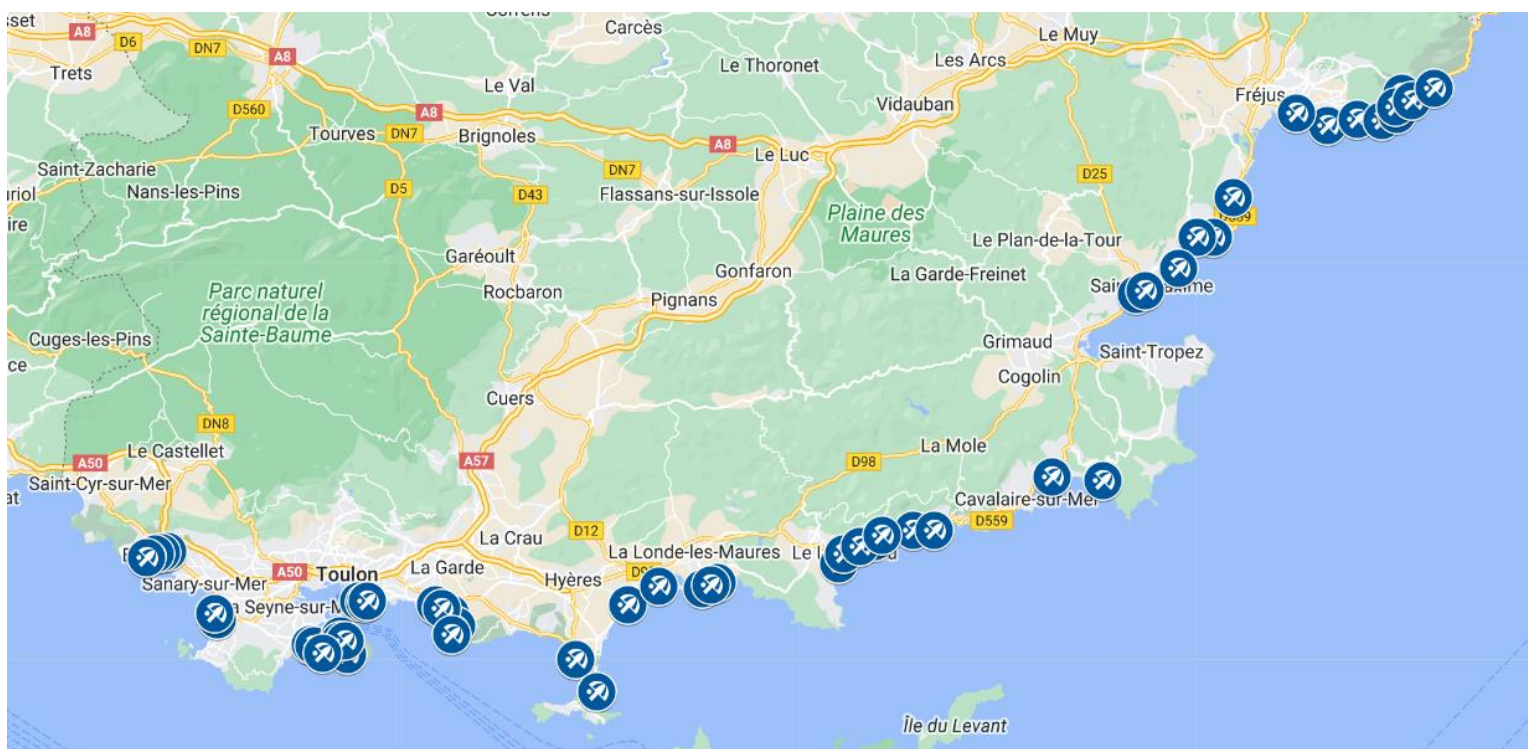 Carcès
A8
D6
DN7
A8
Trets
Le Muy
Les Arcs
Le Thoronet
Le Val
Vidauban
Fréjus
D560
A8
Tourves
DN7
Brignoles
A8
Le Luc
Saint-Zacharie
Nans-les-Pins
D5
D43
DN7
Flassans-sur-Issole
D25
Plaine des
Maures
Le Plan-de-la-Tour
Garéoult
Gonfaron
La Garde-Freinet
Rocbaron
Pignans
Parc naturel
régional de la
Sainte-Baume
Cuges-les-Pins
Grimaud
Saint-Tropez
Cogolin
Cuers
DN8
Le Castellet
La Mole
A50
A57
D98
Saint-Cyr-sur-Mer
Cavalaire-sur-Mer
D559
D12
La Crau
La Londe-les-Maures
A50
Toulon
La Garde
Hyères
Sanary-sur-Mer
Île du Levant